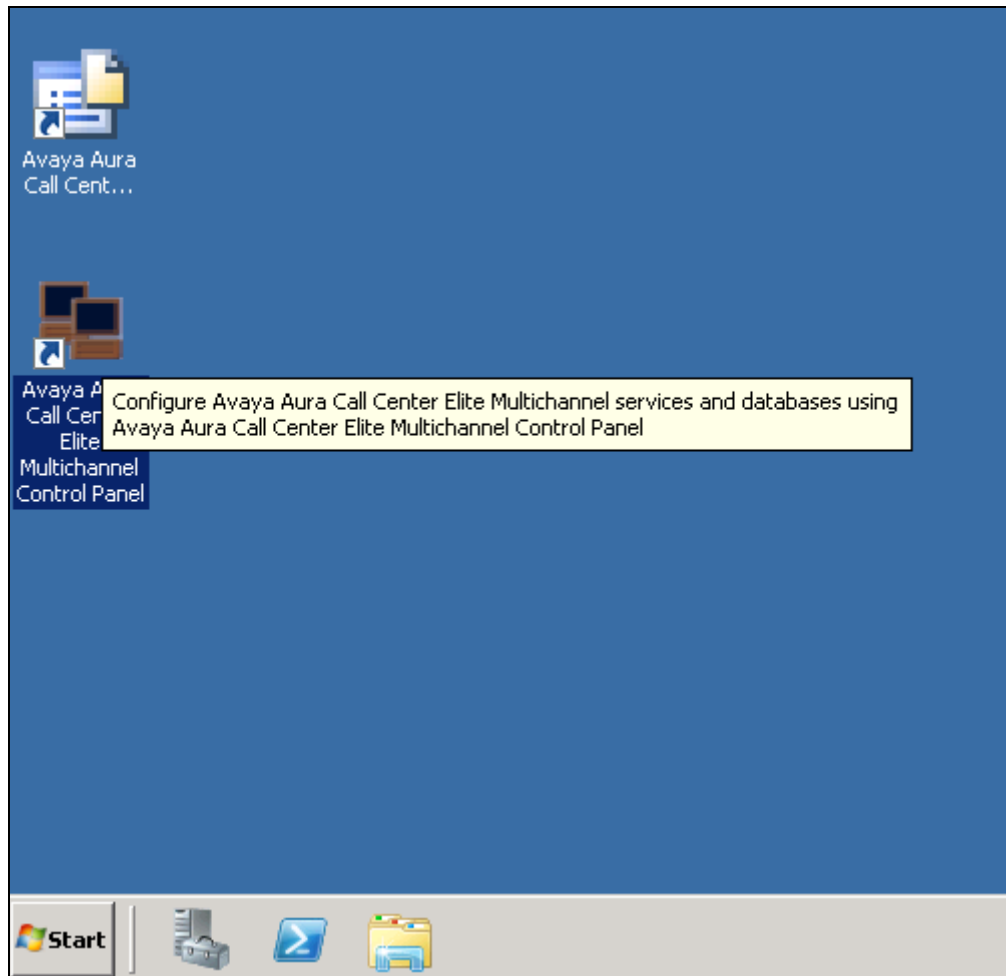 Avaya Aura
Call Cent...
Avaya A
Call Cen
Elite
Multichannel
Control Panel
Configure Avaya Aura Call Center Elite Multichannel services and databases using
Avaya Aura Call Center Elite Multichannel Control Panel
Start